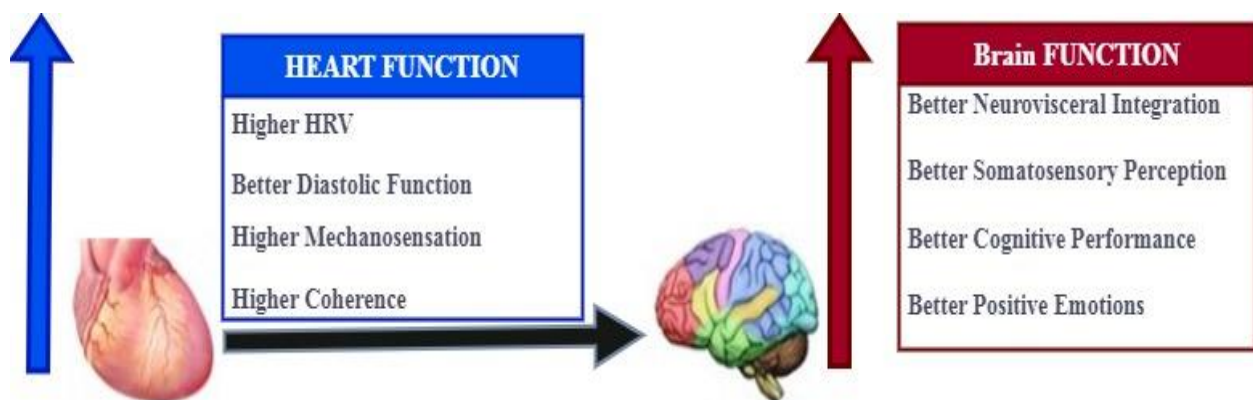 HEART FUNCTION
Higher HRV
Better Diastolic Function
Higher Mechanosensation
Higher Coherence
Brain FUNCTION
Better Neurovisceral Integration
Better Somatosensory Perception
Better Cognitive Performance
Better Positive Emotions